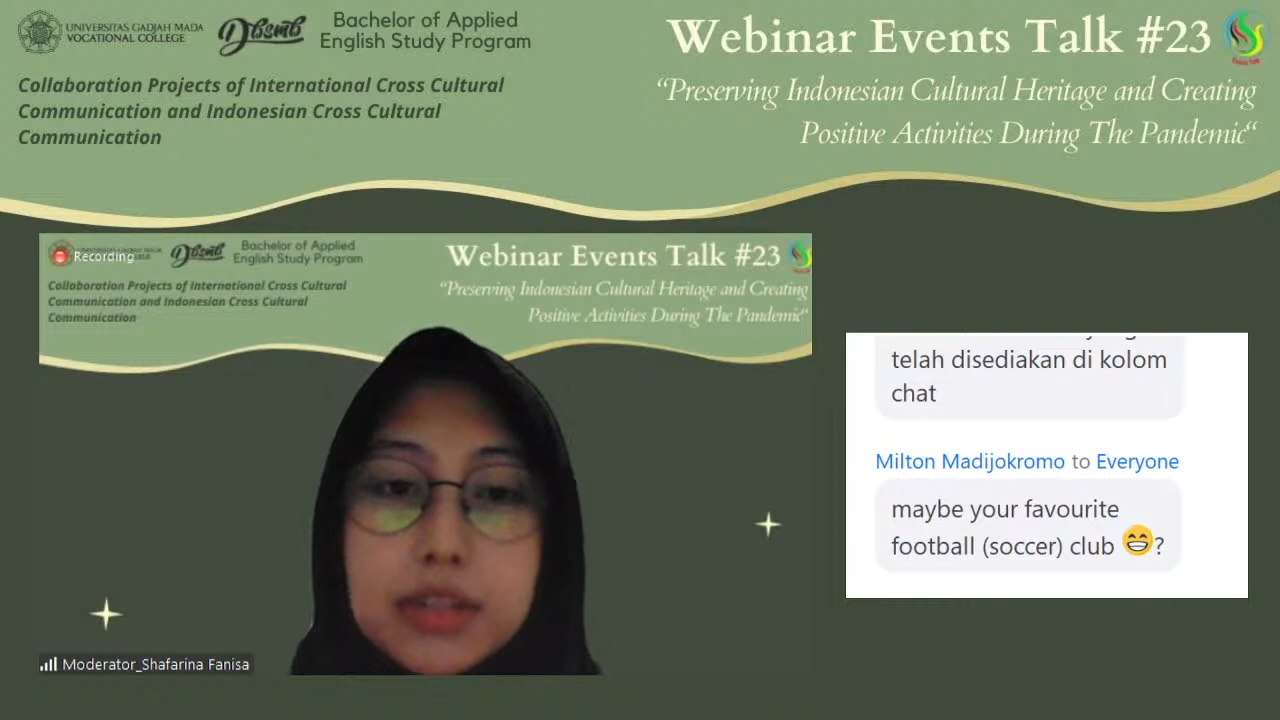 UNIVERSITAS GADJAH MADA
VOCATIONAL COLLEGE
Dbsmb
Bachelor of Applied
English Study Program
Collaboration Projects of International Cross Cultural
Communication and Indonesian Cross Cultural
Communication
Webinar Events Talk #23
“Preserving Indonesian Cultural Heritage and Creating
Positive Activities During The Pandemic“
Recording
Bachelor of Applied
English Study Program
Collaboration Projects of International Cross Cultural
Communication and Indonesian Cross Cultural
Communication
Webinar Events Talk #23
“Preserving Indonesian Cultural Heritage and Creating
Positive Activities During The Pandemic“
Moderator_Shafarina Fanisa
telah disediakan di kolom
chat
Milton Madijokromo to Everyone
maybe your favourite
football (soccer) club 😁?